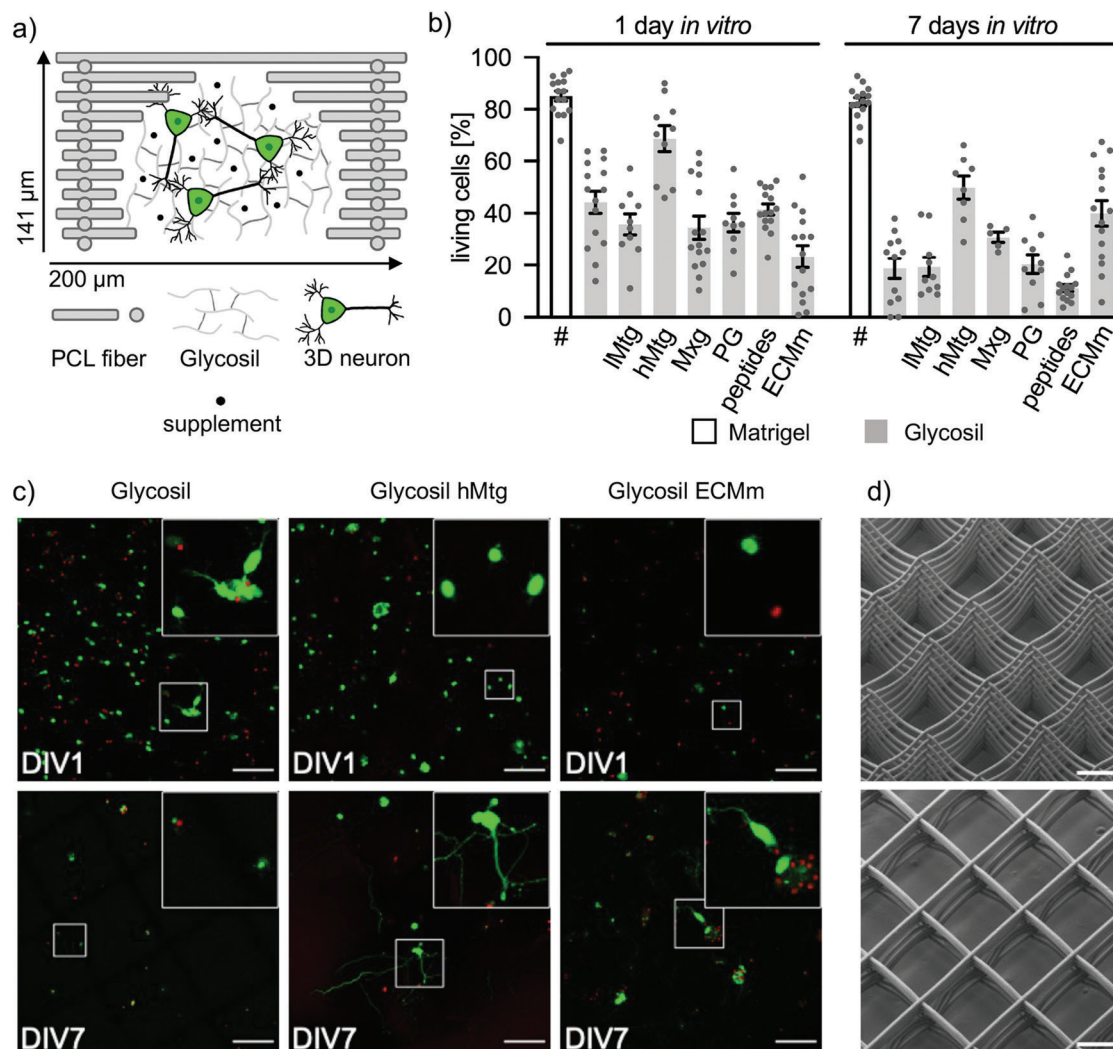 a)
141 µm
200 µm
PCL fiber
Glycosil
3D neuron
supplement
b)
1 day in vitro
7 days in vitro
living cells [%]
100
80
60
40
20
0
#
lMtg
hMtg
Mxg
PG
peptides
ECMm
#
lMtg
hMtg
Mxg
PG
peptides
ECMm
Matrigel
Glycosil
c)
Glycosil
Glycosil hMtg
Glycosil ECMm
d)
DIV1
DIV1
DIV1
DIV7
DIV7
DIV7